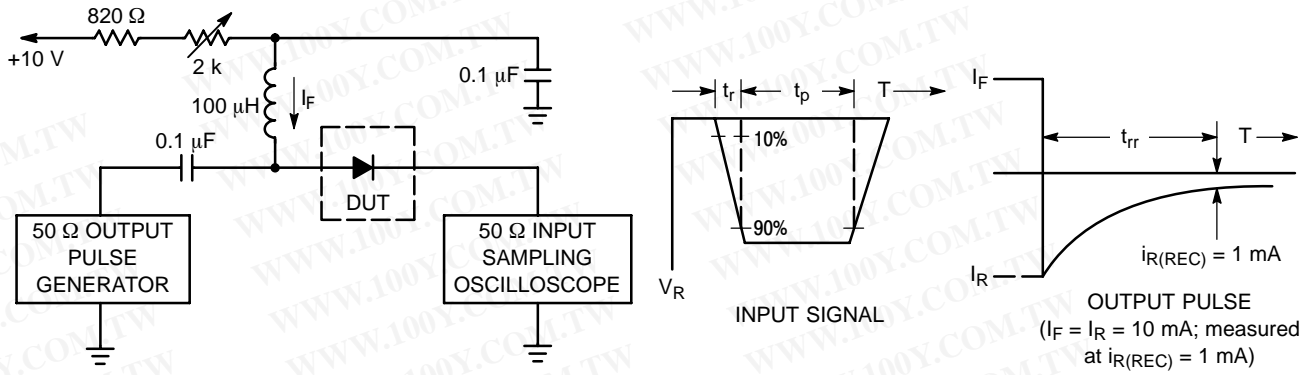 820 Ω
+10 V
2 k
100 μH
I_F
0.1 μF
0.1 μF
DUT
50 Ω OUTPUT
PULSE
GENERATOR
50 Ω INPUT
SAMPLING
OSCILLOSCOPE
t_r
t_p
T
10%
90%
V_R
INPUT SIGNAL
I_F
t_rr
T
I_R
i_R(REC) = 1 mA
OUTPUT PULSE
(I_F = I_R = 10 mA; measured
at i_R(REC) = 1 mA)
WWW.100Y.COM.TW